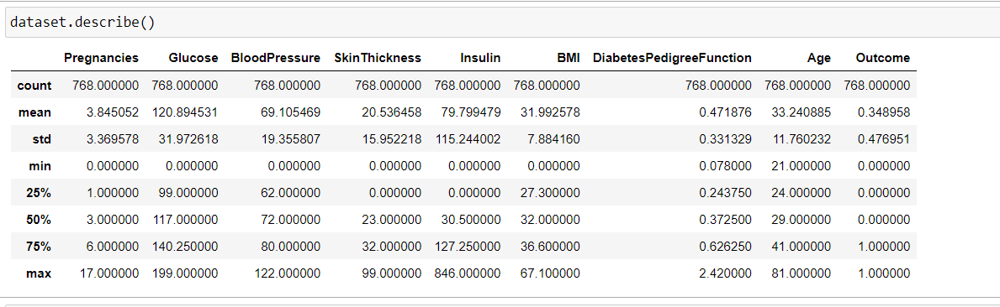 dataset.describe()
Pregnancies Glucose BloodPressure SkinThickness Insulin BMI DiabetesPedigreeFunction Age Outcome
count 768.000000 768.000000 768.000000 768.000000 768.000000 768.000000 768.000000 768.000000 768.000000
mean 3.845052 120.894531 69.105469 20.536458 79.799479 31.992578 0.471876 33.240885 0.348958
std 3.369578 31.972618 19.355807 15.952218 115.244002 7.884160 0.331329 11.760232 0.476951
min 0.000000 0.000000 0.000000 0.000000 0.000000 0.000000 0.078000 21.000000 0.000000
25% 1.000000 99.000000 62.000000 0.000000 0.000000 27.300000 0.243750 24.000000 0.000000
50% 3.000000 117.000000 72.000000 23.000000 30.500000 32.000000 0.372500 29.000000 0.000000
75% 6.000000 140.250000 80.000000 32.000000 127.250000 36.600000 0.626250 41.000000 1.000000
max 17.000000 199.000000 122.000000 99.000000 846.000000 67.100000 2.420000 81.000000 1.000000